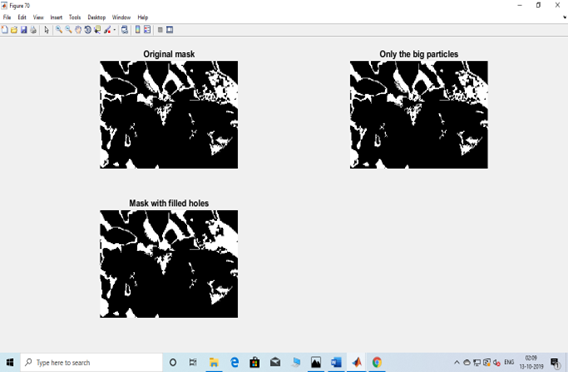 Figure 70
File Edit View Insert Tools Desktop Window Help
Original mask
Only the big particles
Mask with filled holes
Type here to search
ENG
02:09
13-10-2019